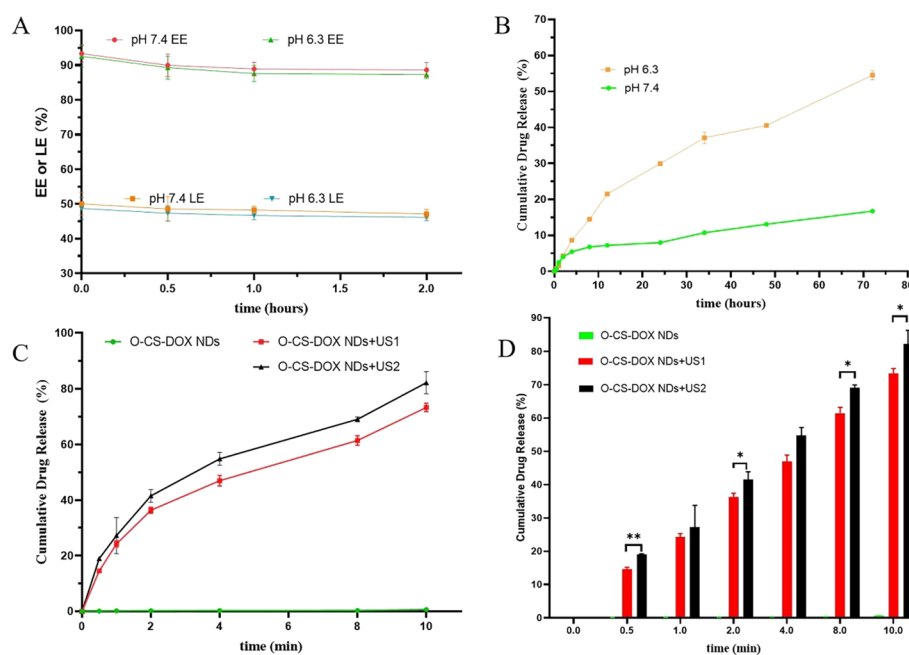 A
pH 7.4 EE
pH 6.3 EE
pH 7.4 LE
pH 6.3 LE
EE or LE (%)
100
90
80
70
60
50
40
30
0.0
0.5
1.0
1.5
2.0
time (hours)
B
pH 6.3
pH 7.4
Cumulative Drug Release (%)
70
60
50
40
30
20
10
0
0
10
20
30
40
50
60
70
80
time (hours)
C
O-CS-DOX NDs
O-CS-DOX NDs+US1
O-CS-DOX NDs+US2
Cumulative Drug Release (%)
100
80
60
40
20
0
0
2
4
6
8
10
time (min)
D
O-CS-DOX NDs
O-CS-DOX NDs+US1
O-CS-DOX NDs+US2
**
*
*
*
Cumulative Drug Release (%)
90
80
70
60
50
40
30
20
10
0
0.0
0.5
1.0
2.0
4.0
8.0
10.0
time (min)